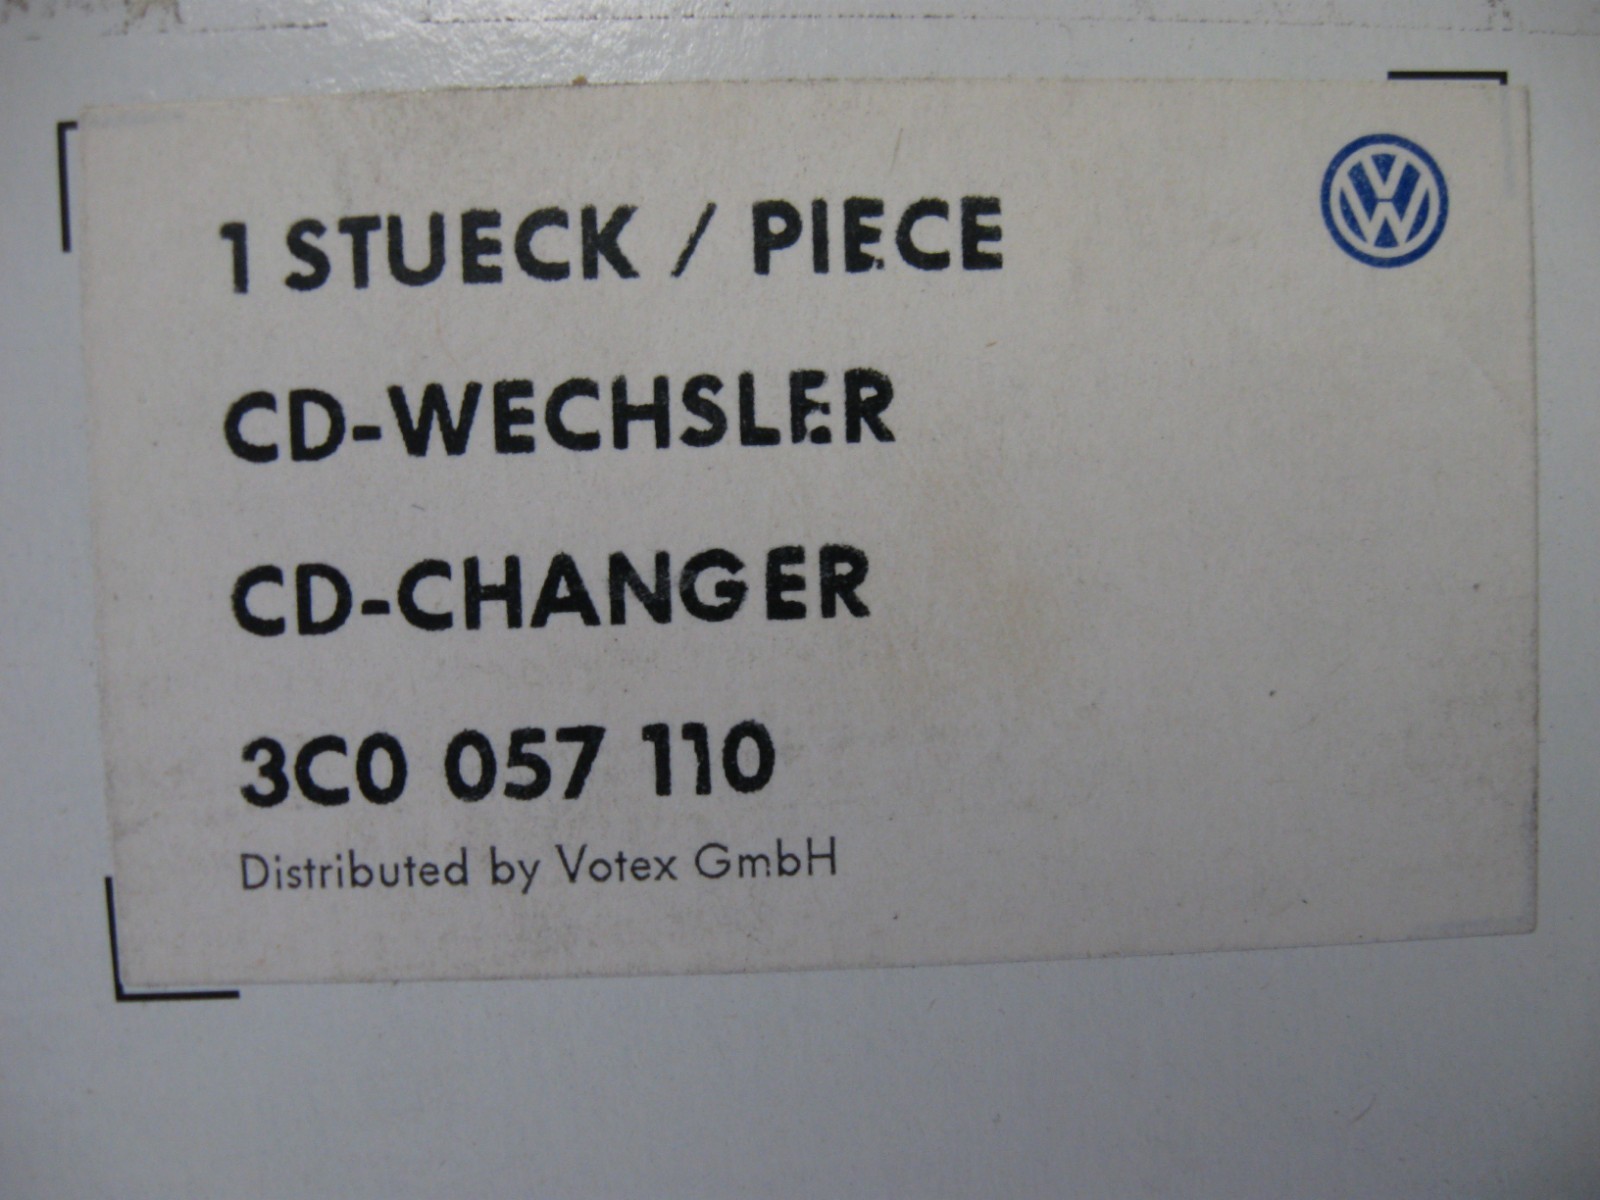 1 STUECK / PIECE
CD-WECHSLER
CD-CHANGER
3C0 057 110
Distributed by Votex GmbH